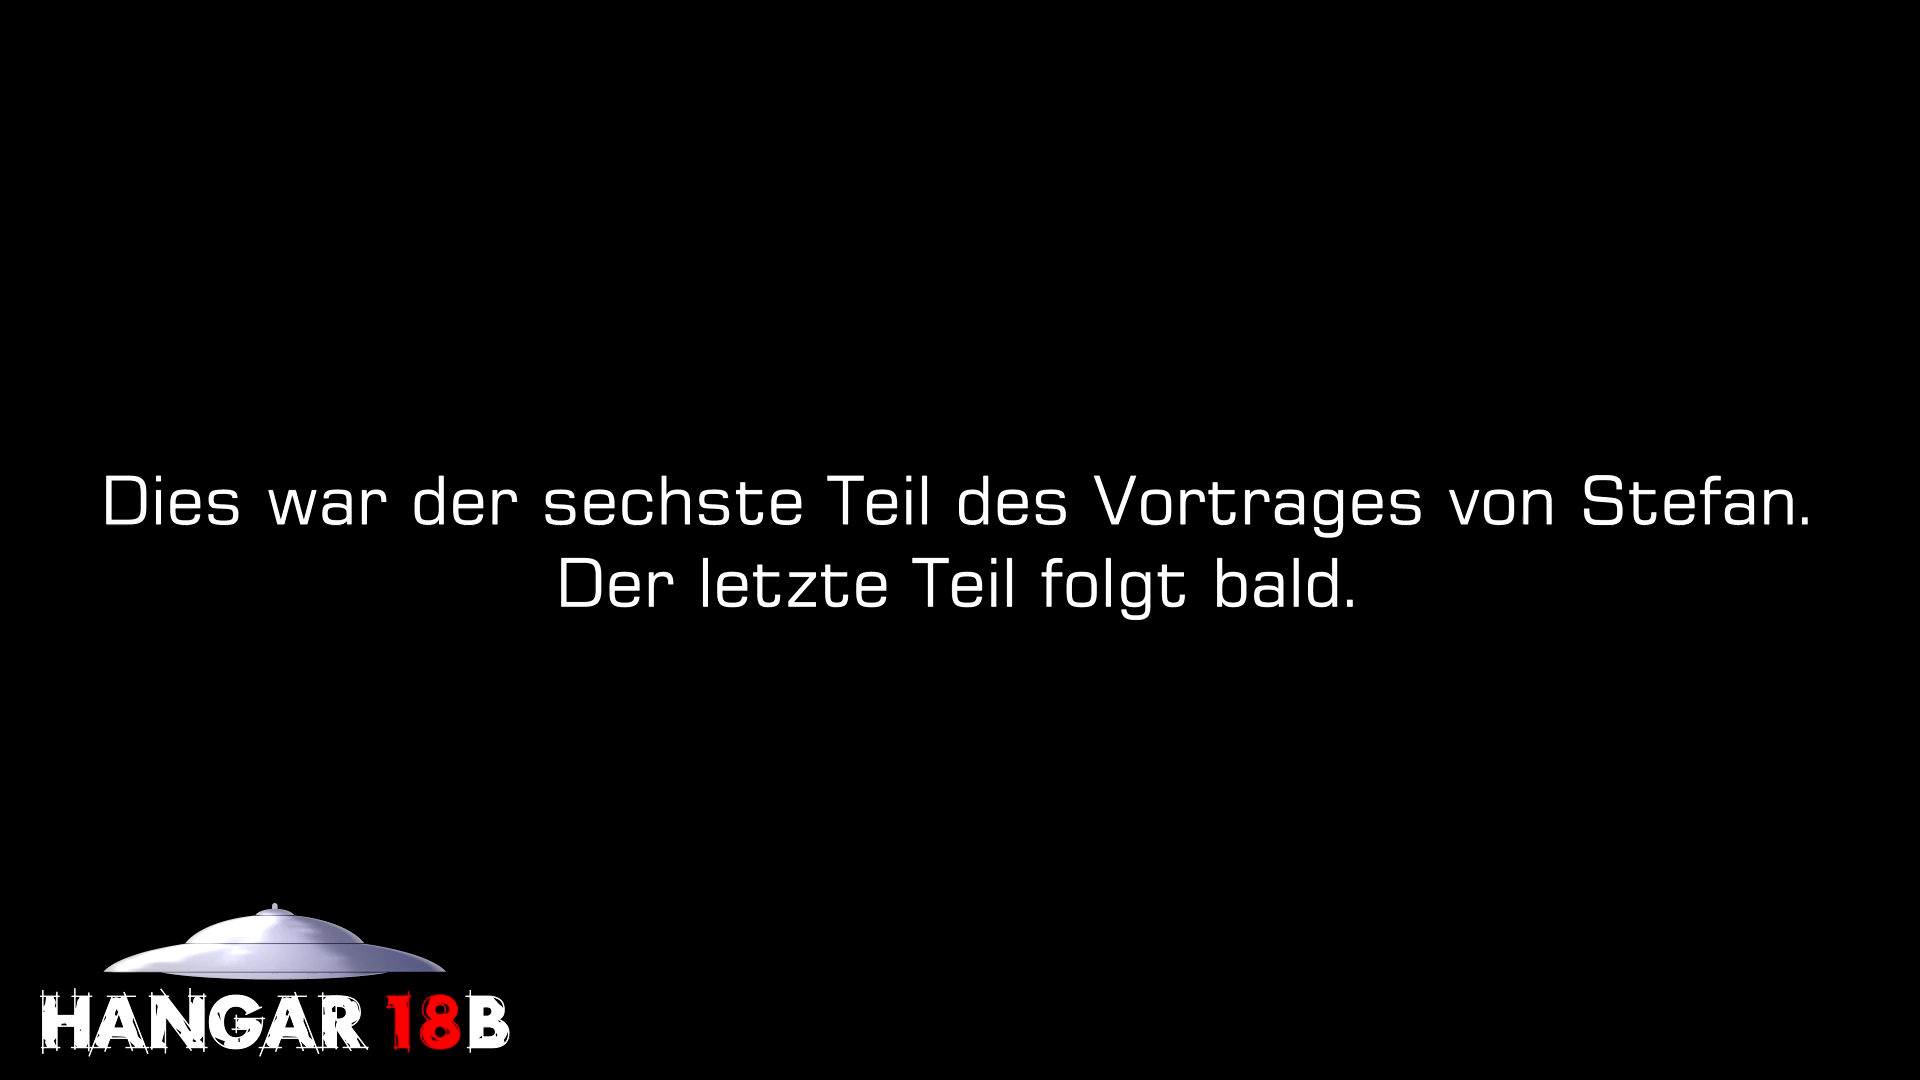 Dies war der sechste Teil des Vortrages von Stefan.
Der letzte Teil folgt bald.
HANGAR 18B